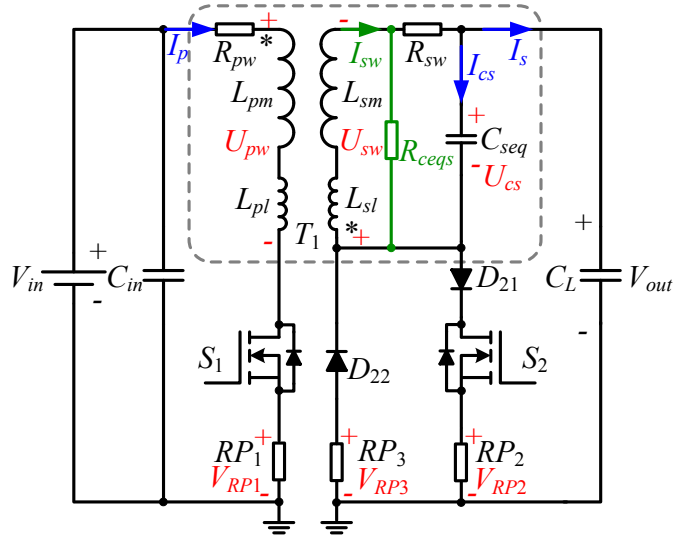 + - 
I_p R_pw * I_sw R_sw I_s
I_cs
L_pm L_sm +
U_pw U_sw R_ceqs C_seq
- U_cs
L_pl L_sl
- T_1 * + +
+ D_21
V_in C_in C_L V_out
- -
S_1 D_22 S_2
+ + +
RP_1 RP_3 RP_2
V_RP1 V_RP3 V_RP2
- - -